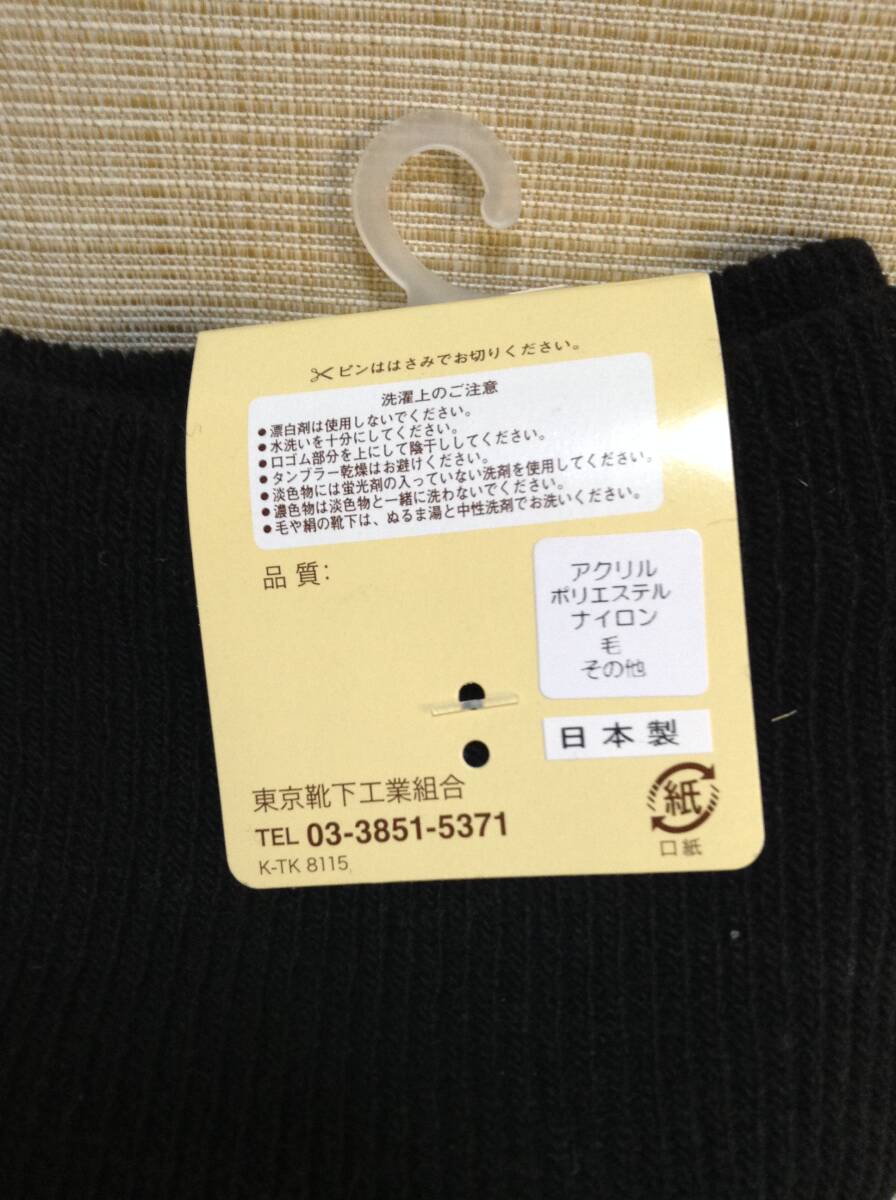 ピンははさみでお切りください。
洗濯上のご注意
●漂白剤は使用しないでください。
●水洗いを十分にしてください。
●口ゴム部分を上にして陰干ししてください。
●タンブラー乾燥はお避けください。
●淡色物には蛍光剤の入っていない洗剤を使用してください。
●濃色物は淡色物と一緒に洗わないでください。
●毛や絹の靴下は、ぬるま湯と中性洗剤でお洗いください。
品質:
アクリル
ポリエステル
ナイロン
毛
その他
日本製
東京靴下工業組合
TEL 03-3851-5371
K-TK 8115
紙
口紙